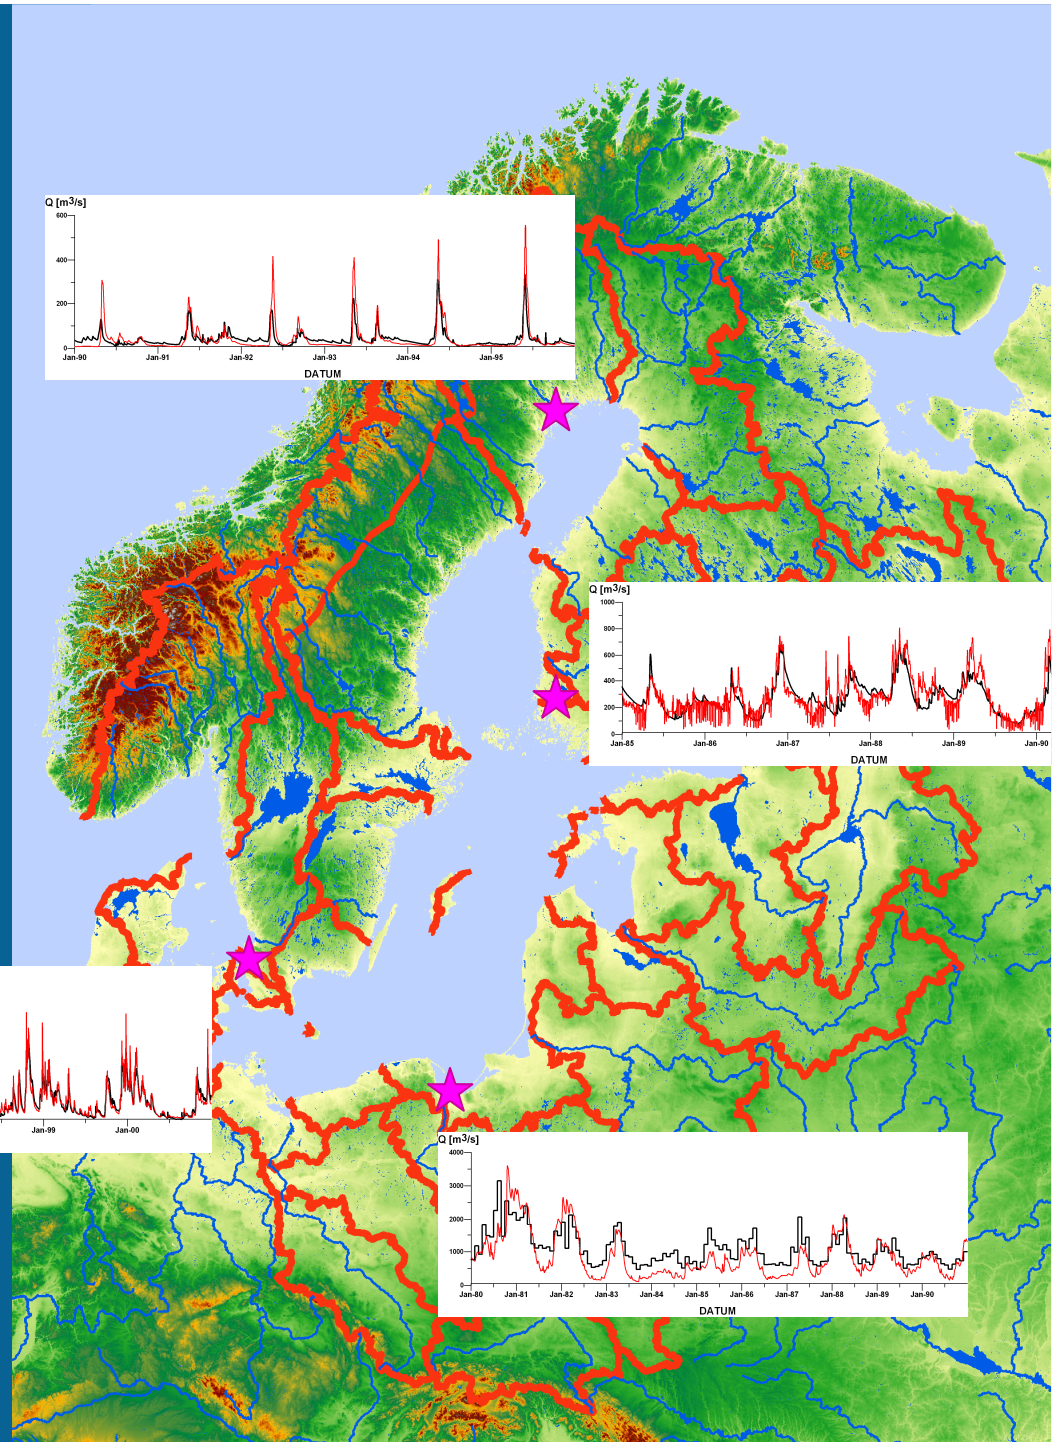 Q [m3/s]
600
400
200
0
Jan-90 Jan-91 Jan-92 Jan-93 Jan-94 Jan-95
DATUM
Q [m3/s]
1000
800
600
400
200
0
Jan-85 Jan-86 Jan-87 Jan-88 Jan-89 Jan-90
DATUM
Jan-99 Jan-00
Q [m3/s]
4000
3000
2000
1000
0
Jan-80 Jan-81 Jan-82 Jan-83 Jan-84 Jan-85 Jan-86 Jan-87 Jan-88 Jan-89 Jan-90
DATUM